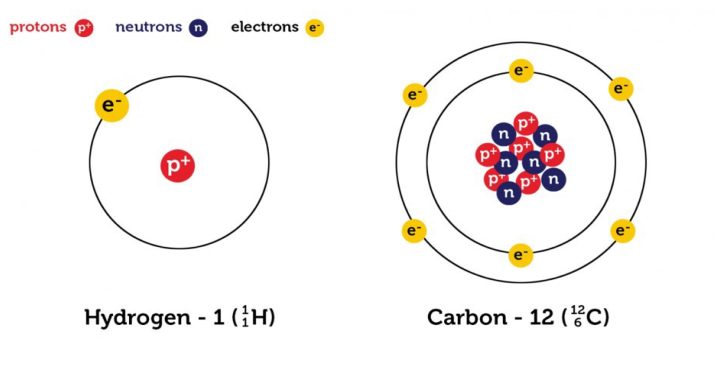 protons p⁺ neutrons n electrons e⁻
e⁻
p⁺
Hydrogen - 1 (¹₁H)
e⁻
e⁻
e⁻
p⁺
n
n
p⁺
p⁺
n
n
p⁺
p⁺
p⁺
n
n
e⁻
e⁻
e⁻
Carbon - 12 (¹²₆C)